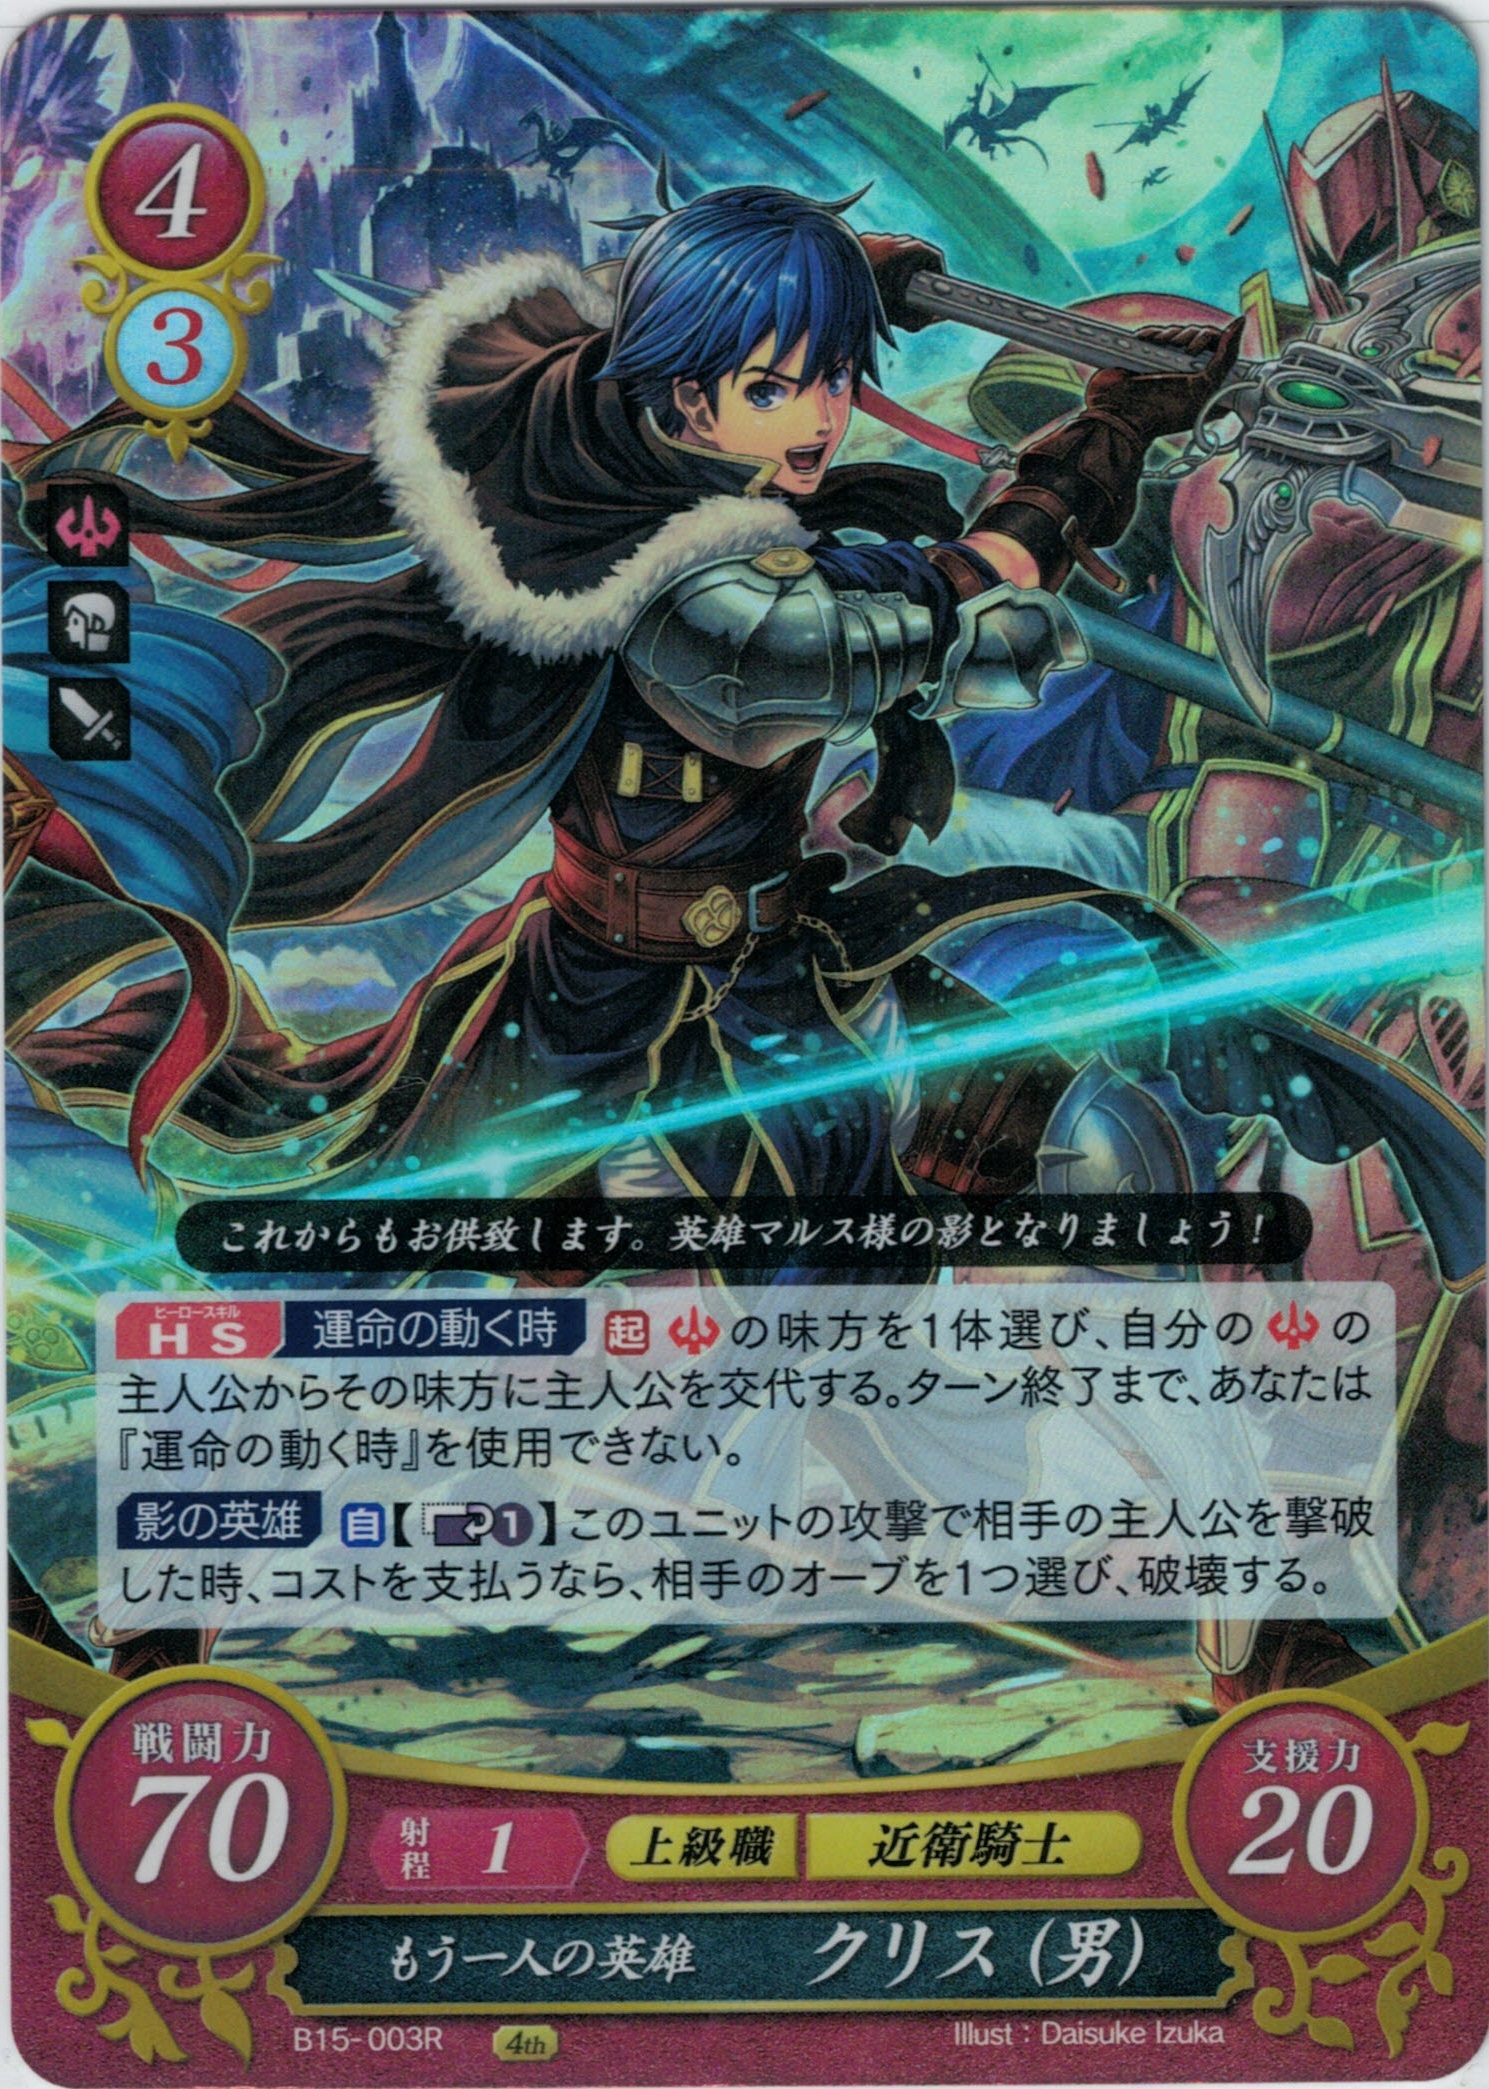 4
3
これからもお供致します。英雄マルス様の影となりましょう！
ヒーロースキル
HS 運命の動く時 起 の味方を1体選び、自分の の
主人公からその味方に主人公を交代する。ターン終了まで、あなたは
『運命の動く時』を使用できない。
影の英雄 自【 1】このユニットの攻撃で相手の主人公を撃破
した時、コストを支払うなら、相手のオーブを1つ選び、破壊する。
戦闘力
70
射程 1
上級職 近衛騎士
支援力
20
もう一人の英雄 クリス（男）
B15-003R 4th Illust：Daisuke Izuka